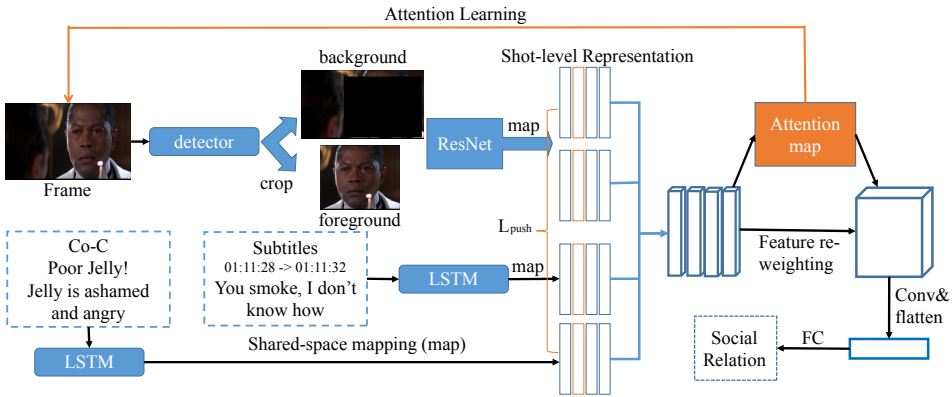 Attention Learning
background
Shot-level Representation
detector
crop
ResNet
map
Attention
map
Frame
foreground
Lpush
Co-C
Poor Jelly!
Jelly is ashamed
and angry
Subtitles
01:11:28 -> 01:11:32
You smoke, I don't
know how
LSTM
map
Feature re-
weighting
Conv&
flatten
LSTM
Shared-space mapping (map)
Social
Relation
FC